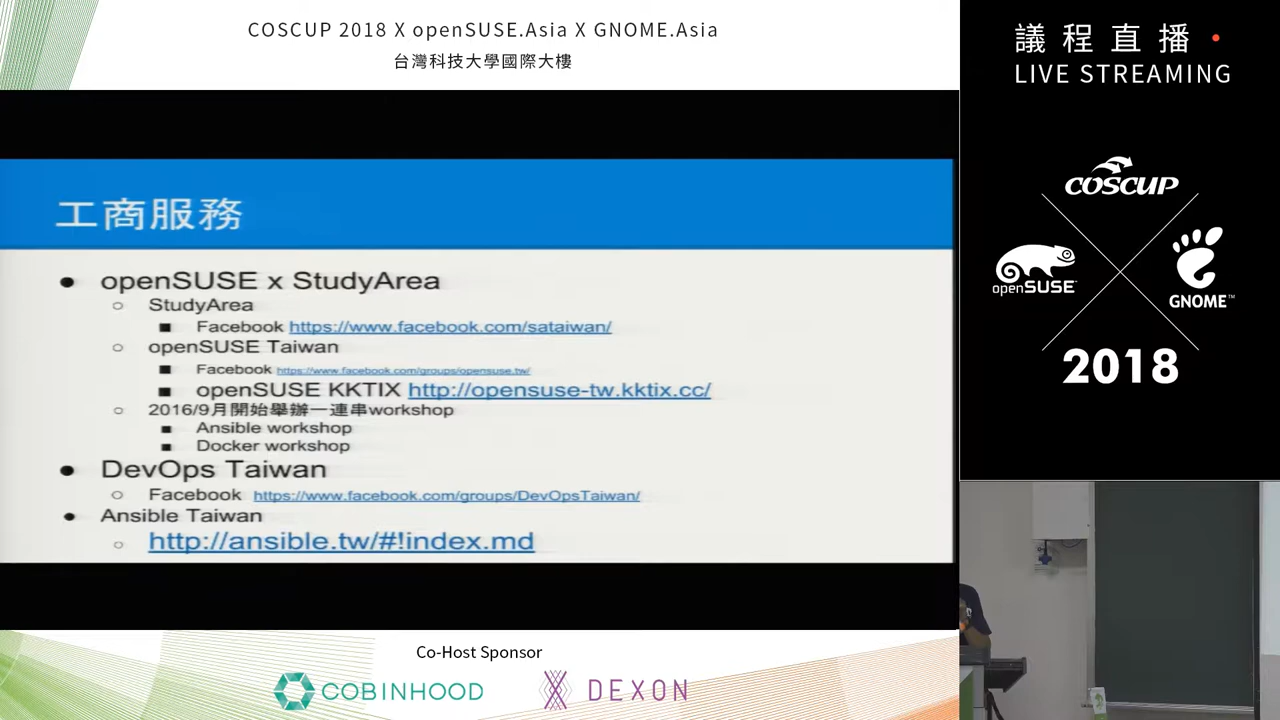 COSCUP 2018 X openSUSE.Asia X GNOME.Asia
台灣科技大學國際大樓
工商服務
● openSUSE x StudyArea
○ StudyArea
■ Facebook https://www.facebook.com/sataiwan/
○ openSUSE Taiwan
■ Facebook https://www.facebook.com/groups/opensuse.tw/
■ openSUSE KKTIX http://opensuse-tw.kktix.cc/
○ 2016/9月開始舉辦一連串workshop
■ Ansible workshop
■ Docker workshop
● DevOps Taiwan
○ Facebook https://www.facebook.com/groups/DevOpsTaiwan/
● Ansible Taiwan
○ http://ansible.tw/#!index.md
Co-Host Sponsor
COBINHOOD
DEXON
議程直播
LIVE STREAMING
COSCUP
openSUSE
GNOME™
2018